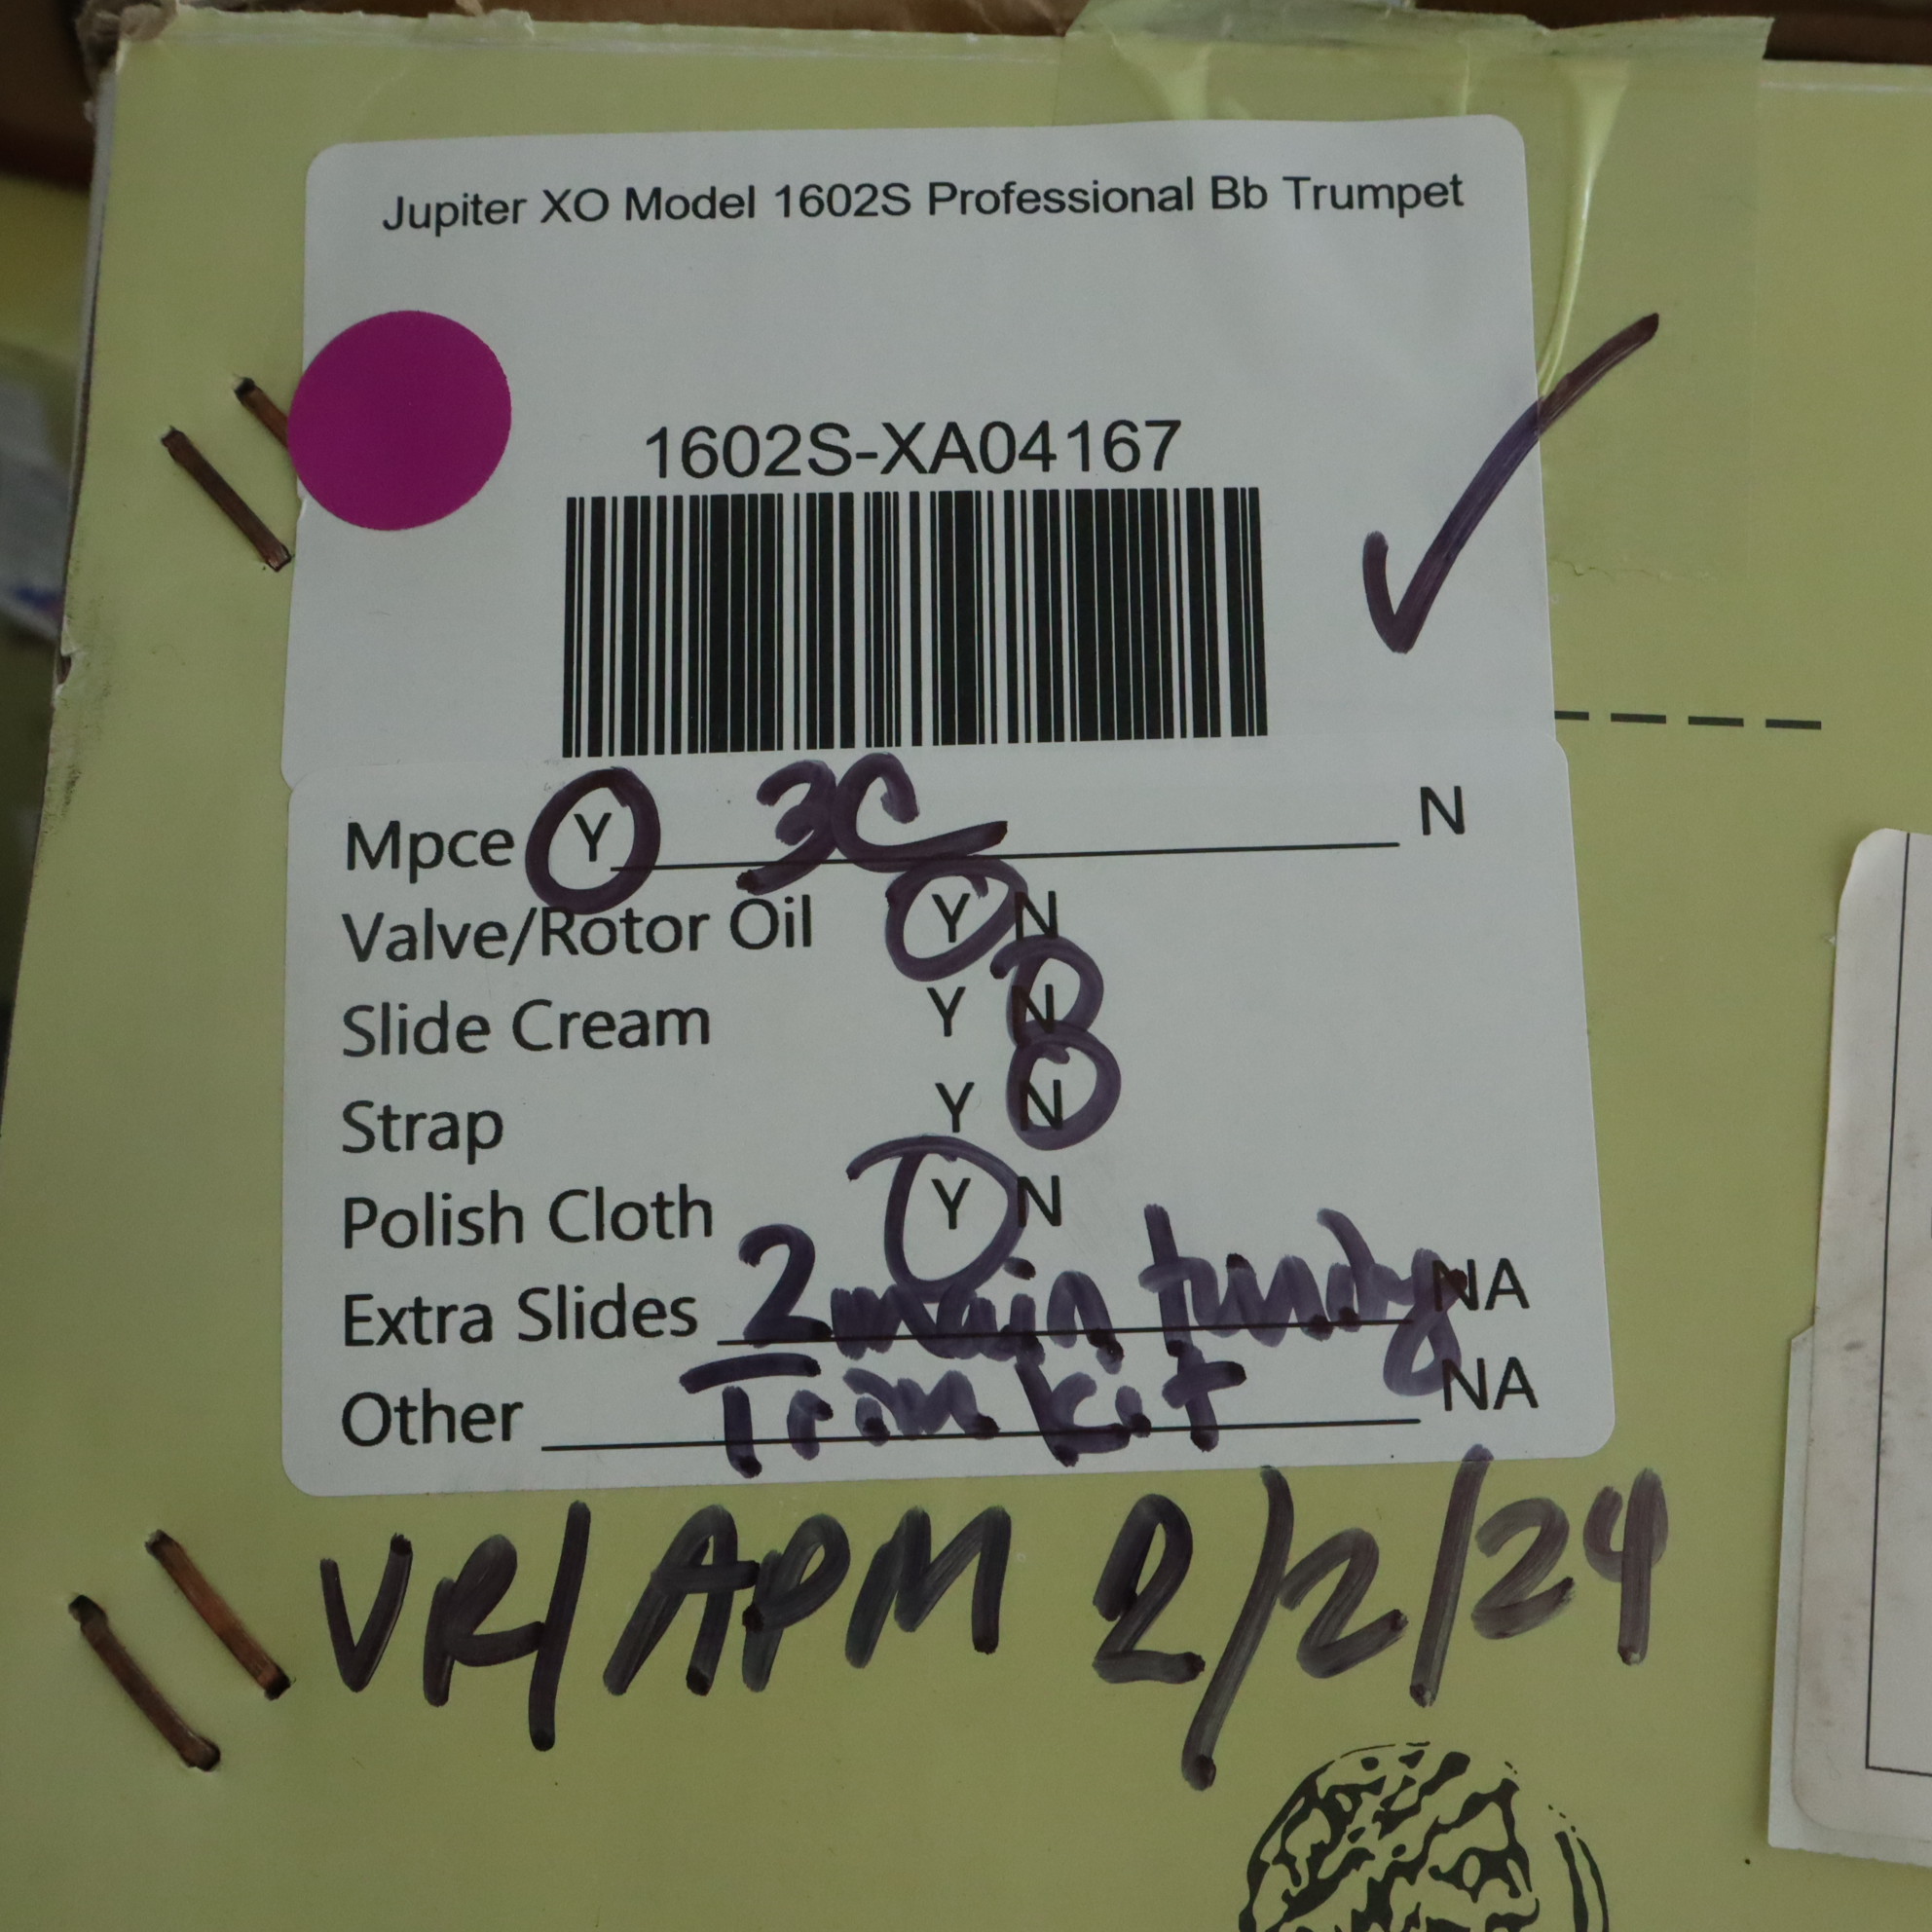 Jupiter XO Model 1602S Professional Bb Trumpet
1602S-XA04167
Mpce Y 3C N
Valve/Rotor Oil Y N
Slide Cream Y N
Strap Y N
Polish Cloth Y N
Extra Slides 2 main tuning NA
Other Trim kit NA
VR/APM 2/2/24